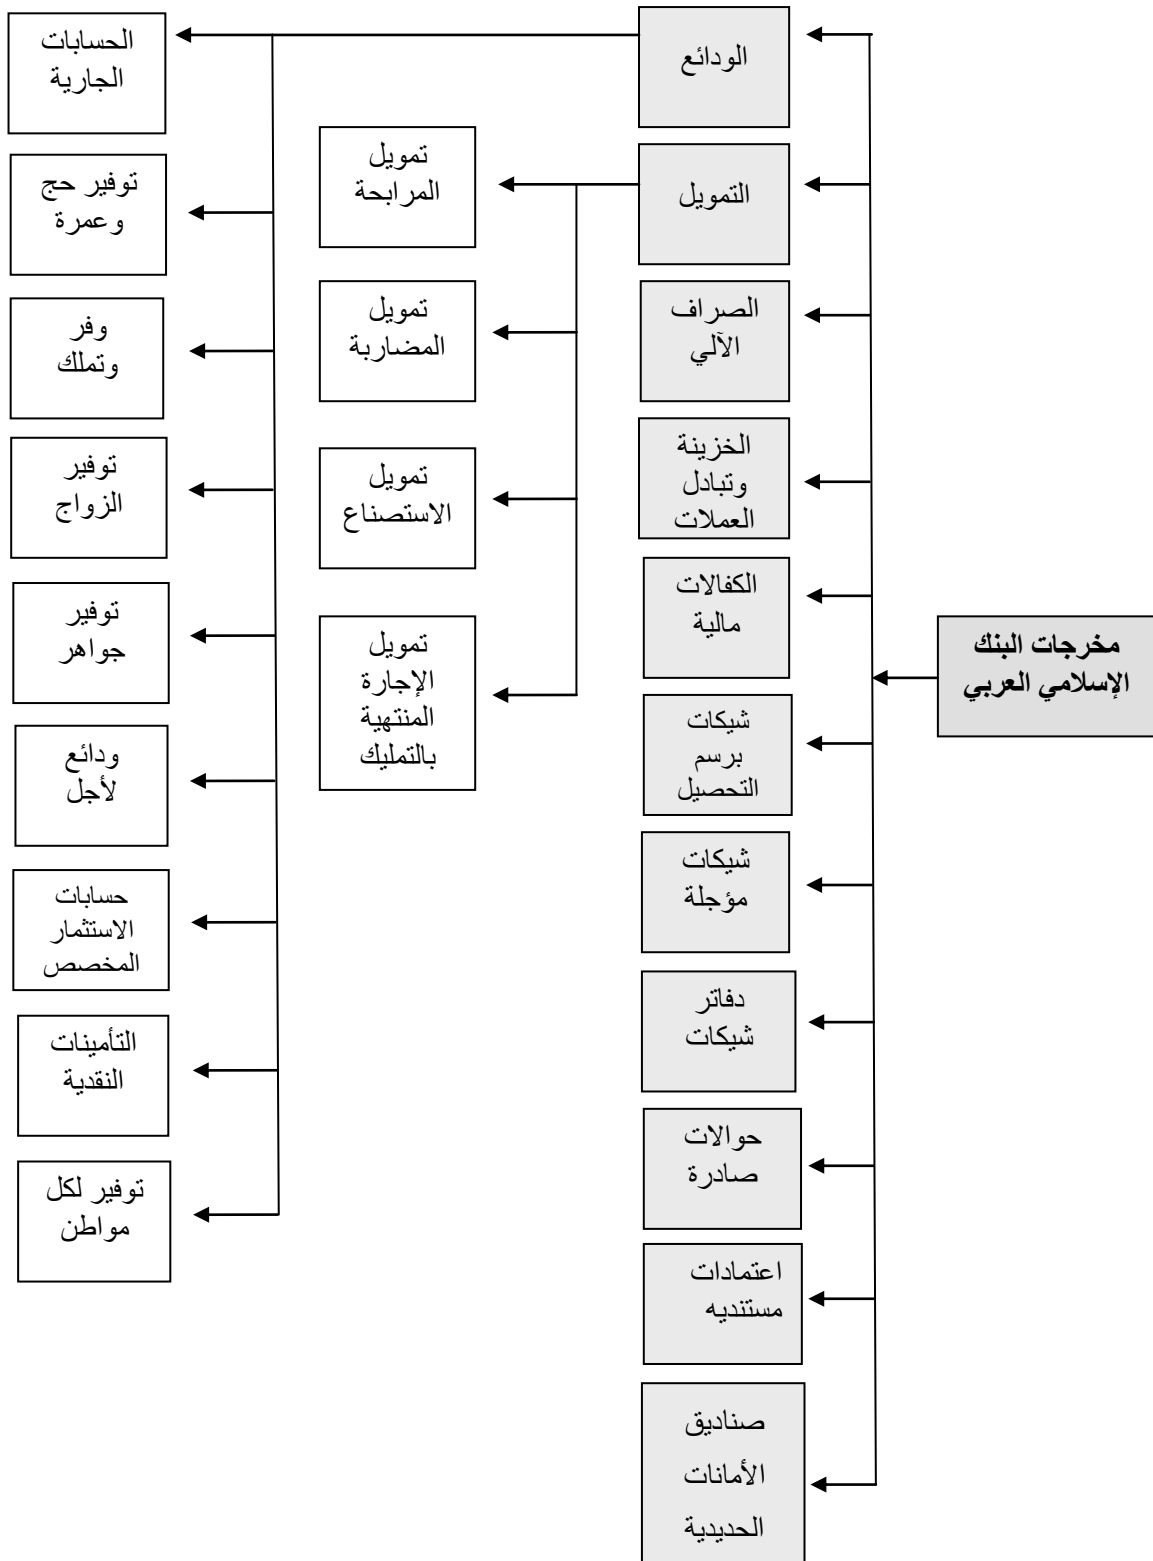 مخرجات البنك
الإسلامي العربي
الودائع
التمويل
الصراف
الآلي
الخزينة
وتبادل
العملات
الكفالات
مالية
شيكات
برسم
التحصيل
شيكات
مؤجلة
دفاتر
شيكات
حوالات
صادرة
اعتمادات
مستنديه
صناديق
الأمانات
الحديدية
تمويل
المرابحة
تمويل
المضاربة
تمويل
الاستصناع
تمويل
الإجارة
المنتهية
بالتمليك
الحسابات
الجارية
توفير حج
وعمرة
وفر
وتملك
توفير
الزواج
توفير
جواهر
ودائع
لأجل
حسابات
الاستثمار
المخصص
التأمينات
النقدية
توفير لكل
مواطن